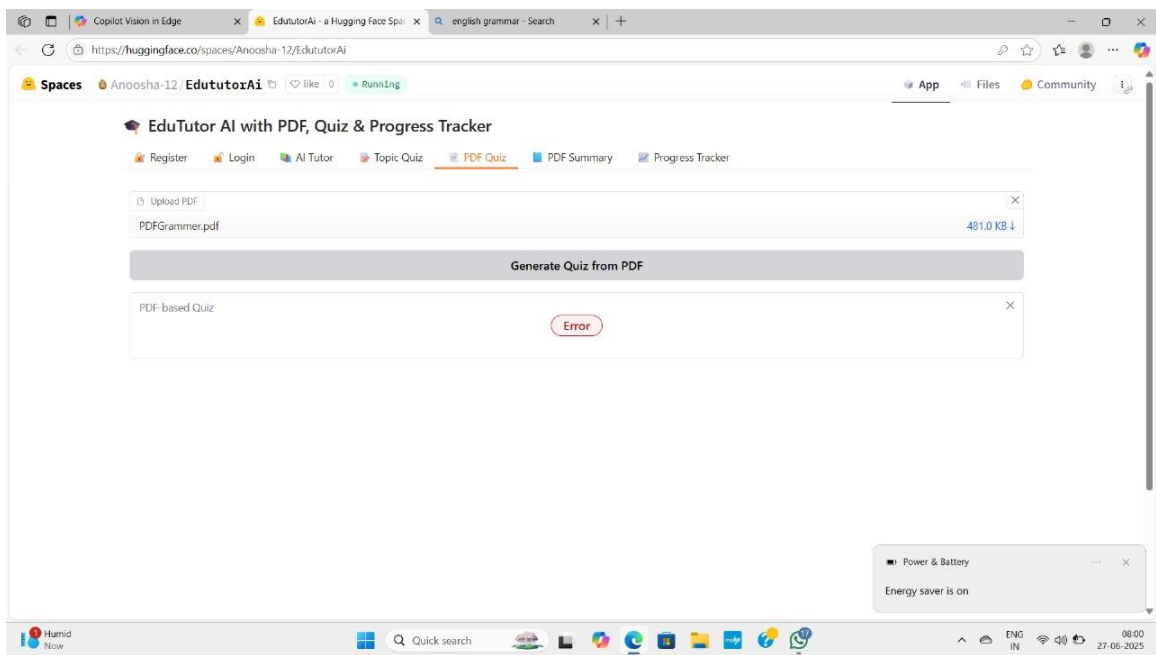 Copilot Vision in Edge
EdututorAi - a Hugging Face Spac
english grammar - Search
https://huggingface.co/spaces/Anoosha-12/EdututorAi
Spaces
Anoosha-12/EdututorAi
like 0
Running
App
Files
Community
EduTutor AI with PDF, Quiz & Progress Tracker
Register
Login
AI Tutor
Topic Quiz
PDF Quiz
PDF Summary
Progress Tracker
Upload PDF
PDFGrammer.pdf
481.0 KB ↓
Generate Quiz from PDF
PDF-based Quiz
Error
Power & Battery
Energy saver is on
1
Humid
Now
Quick search
17
ENG
IN
08:00
27-06-2025